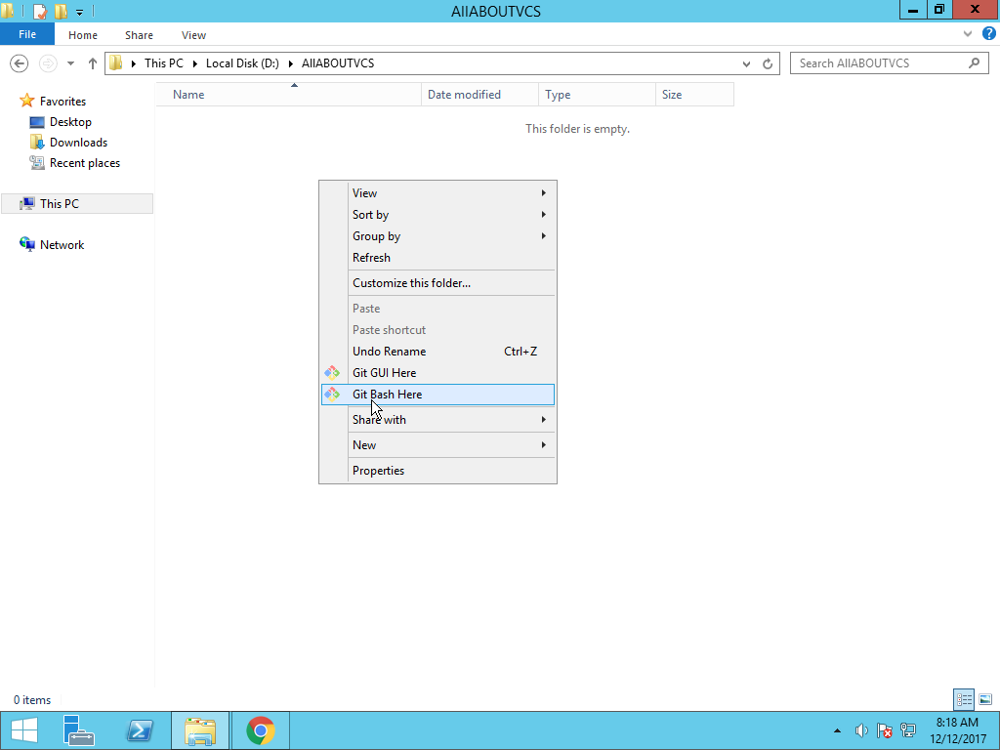 AllABOUTVCS
File Home Share View
This PC Local Disk (D:) AllABOUTVCS Search AllABOUTVCS
Name Date modified Type Size
This folder is empty.
Favorites
Desktop
Downloads
Recent places
This PC
Network
View
Sort by
Group by
Refresh
Customize this folder...
Paste
Paste shortcut
Undo Rename Ctrl+Z
Git GUI Here
Git Bash Here
Share with
New
Properties
0 items
8:18 AM
12/12/2017